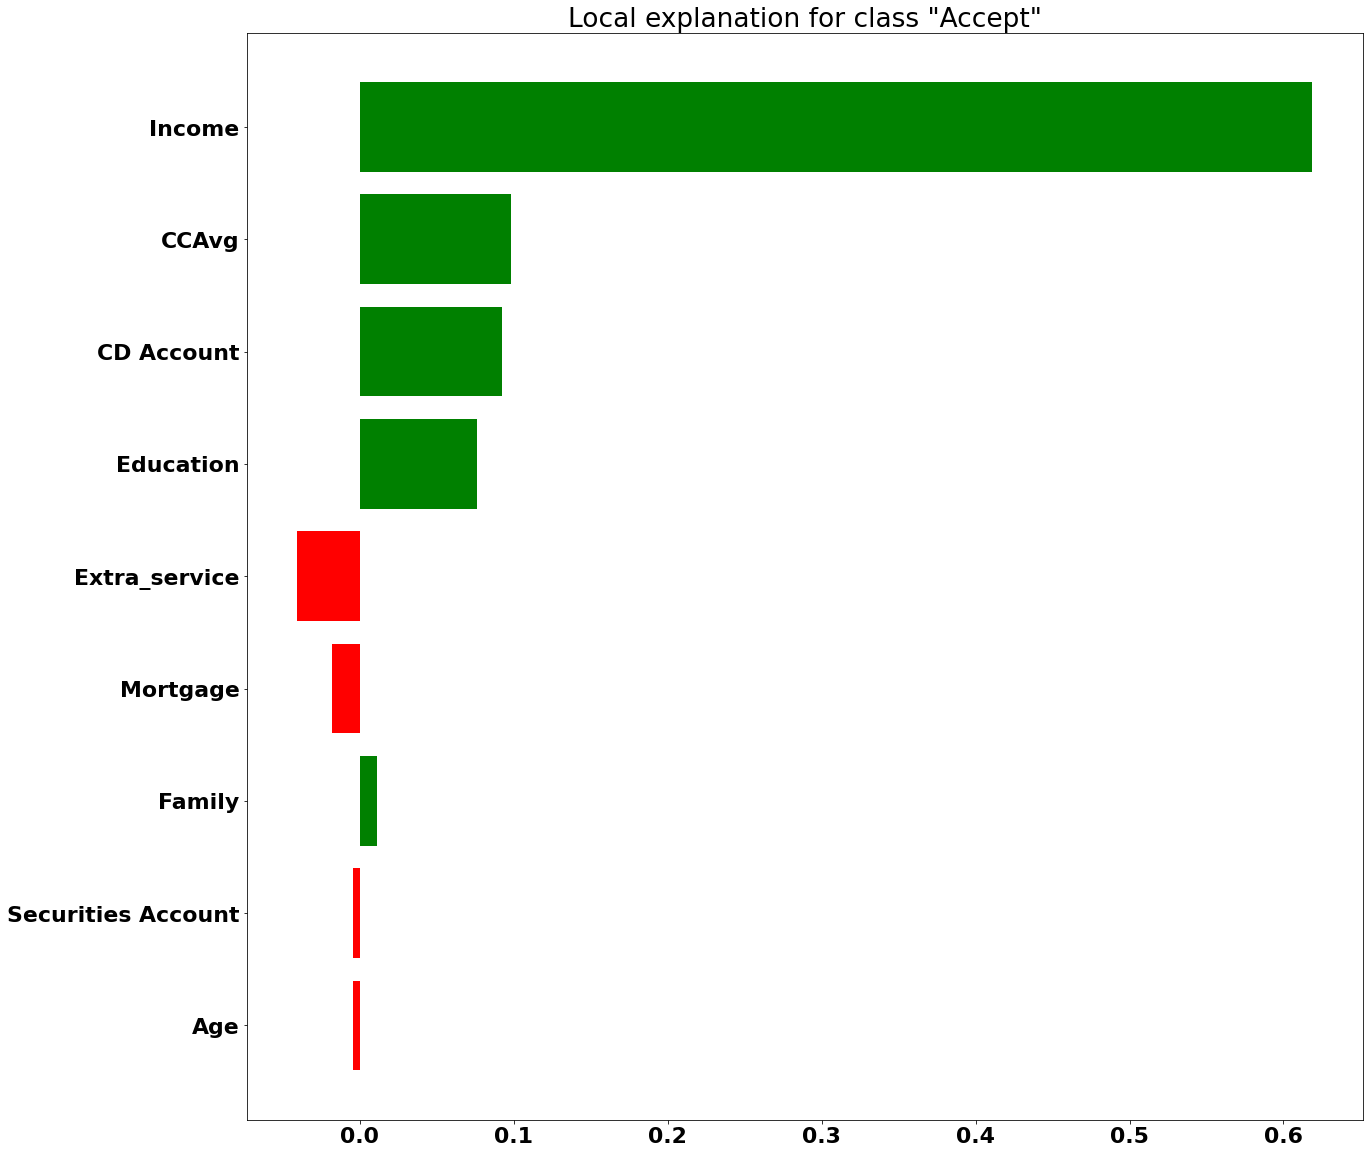 Local explanation for class "Accept"
Income
CCAvg
CD Account
Education
Extra_service
Mortgage
Family
Securities Account
Age
0.0 0.1 0.2 0.3 0.4 0.5 0.6